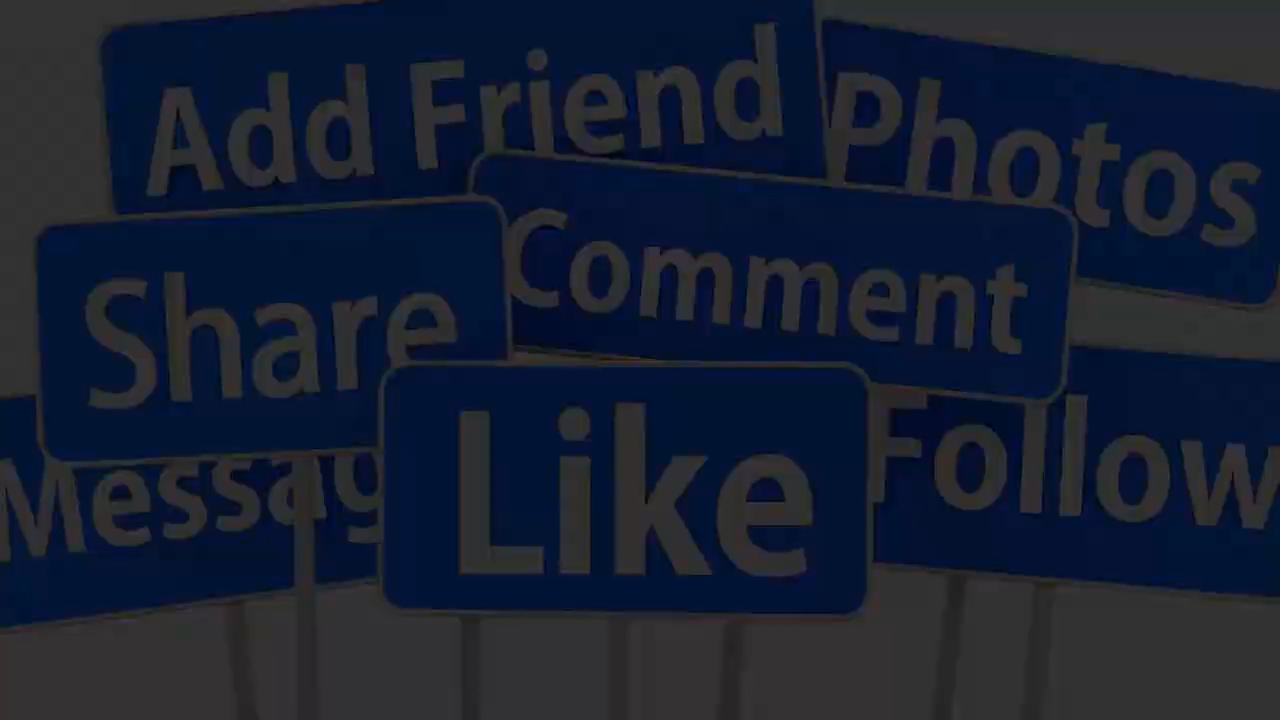 Add Friend
Photos
Comment
Share
Messag
Like
Follow